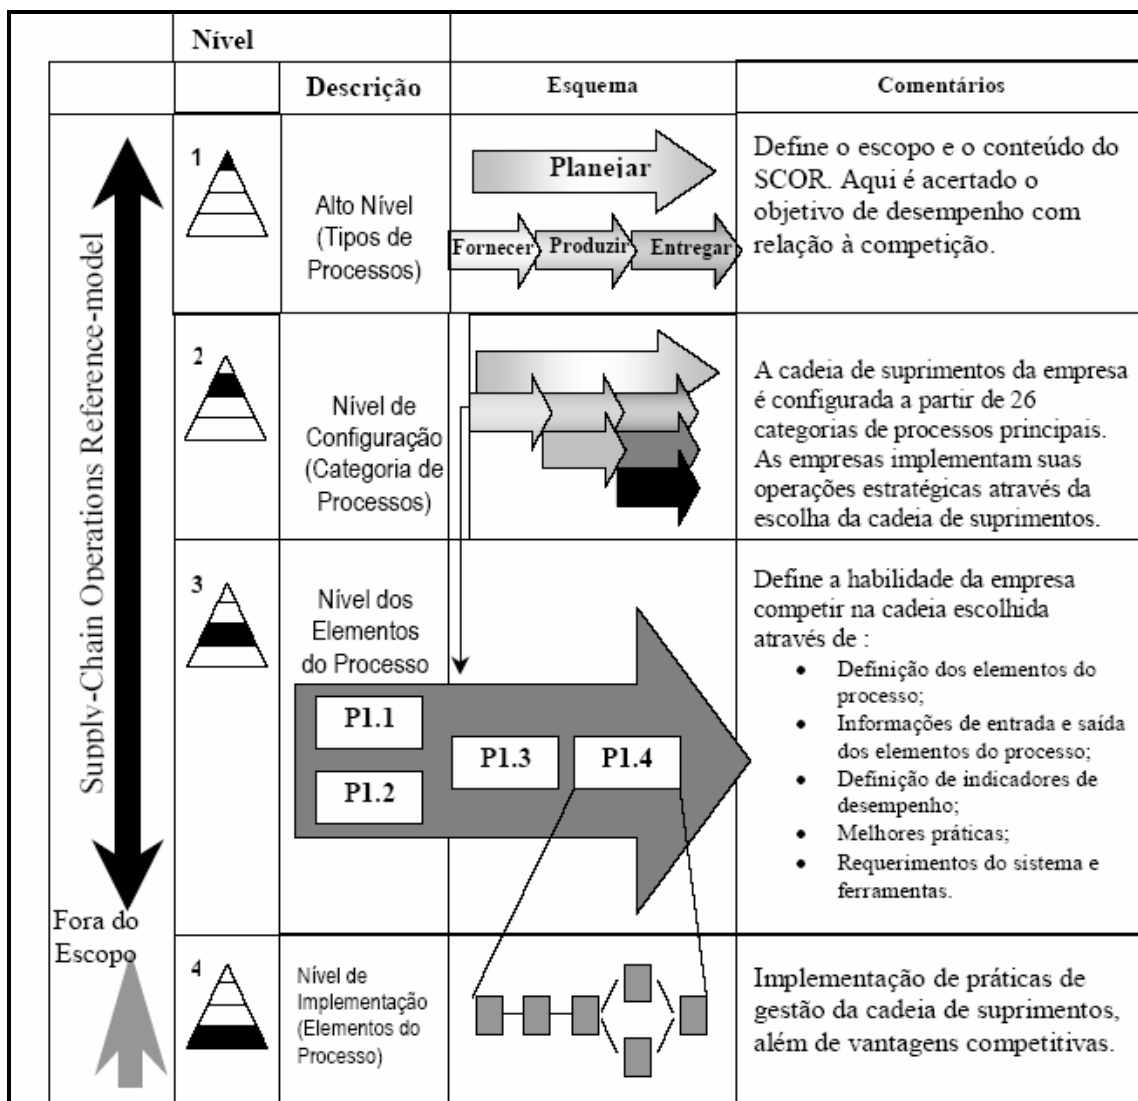 Nível
Descrição
Esquema
Comentários
Supply-Chain Operations Reference-model
1
Alto Nível
(Tipos de
Processos)
Planejar
Fornecer
Produzir
Entregar
Define o escopo e o conteúdo do
SCOR. Aqui é acertado o
objetivo de desempenho com
relação à competição.
2
Nível de
Configuração
(Categoria de
Processos)
A cadeia de suprimentos da empresa
é configurada a partir de 26
categorias de processos principais.
As empresas implementam suas
operações estratégicas através da
escolha da cadeia de suprimentos.
3
Nível dos
Elementos
do Processo
P1.1
P1.2
P1.3
P1.4
Define a habilidade da empresa
competir na cadeia escolhida
através de :
• Definição dos elementos do
processo;
• Informações de entrada e saída
dos elementos do processo;
• Definição de indicadores de
desempenho;
• Melhores práticas;
• Requerimentos do sistema e
ferramentas.
Fora do
Escopo
4
Nível de
Implementação
(Elementos do
Processo)
Implementação de práticas de
gestão da cadeia de suprimentos,
além de vantagens competitivas.